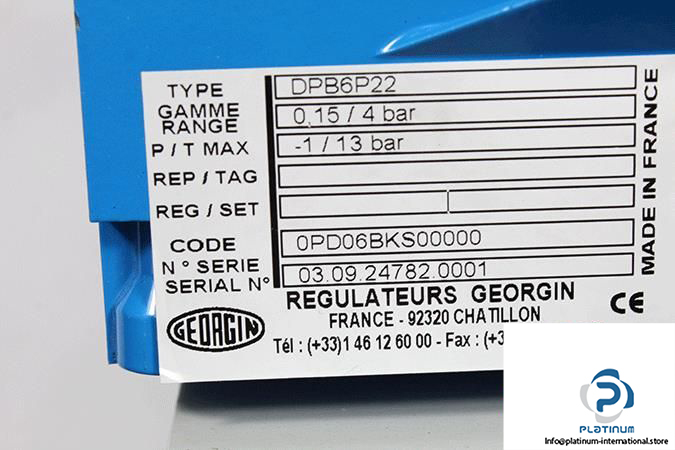 TYPE DPB6P22
GAMME
RANGE 0,15 / 4 bar
P / T MAX -1 / 13 bar
REP / TAG
REG / SET
CODE 0PD06BKS00000
N° SERIE
SERIAL N° 03.09.24782.0001
MADE IN FRANCE
GEORGIN
REGULATEURS GEORGIN
FRANCE - 92320 CHATILLON
Tél : (+33)1 46 12 60 00 - Fax : (+3
CE
PLATINUM
info@platinum-international.store